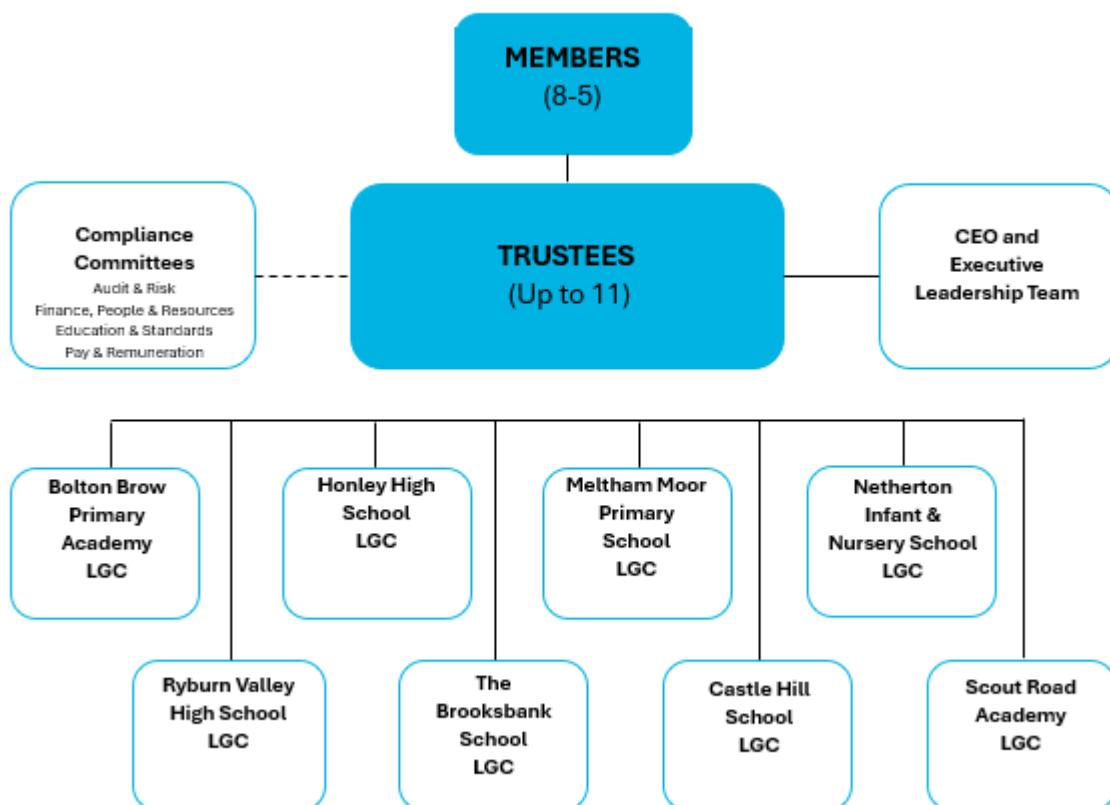 MEMBERS
(8-5)
Compliance
Committees
Audit & Risk
Finance, People & Resources
Education & Standards
Pay & Remuneration
TRUSTEES
(Up to 11)
CEO and
Executive
Leadership Team
Bolton Brow
Primary
Academy
LGC
Honley High
School
LGC
Meltham Moor
Primary
School
LGC
Netherton
Infant &
Nursery School
LGC
Ryburn Valley
High School
LGC
The
Brooksbank
School
LGC
Castle Hill
School
LGC
Scout Road
Academy
LGC